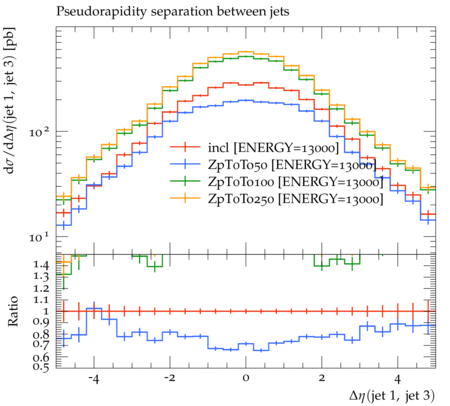 Pseudorapidity separation between jets
dσ/dΔη(jet 1, jet 3) [pb]
10²
10¹
incl [ENERGY=13000]
ZpToTo50 [ENERGY=13000]
ZpToTo100 [ENERGY=13000]
ZpToTo250 [ENERGY=13000]
Ratio
1.4
1.3
1.2
1.1
1
0.9
0.8
0.7
0.6
0.5
-4 -2 0 2 4
Δη(jet 1, jet 3)